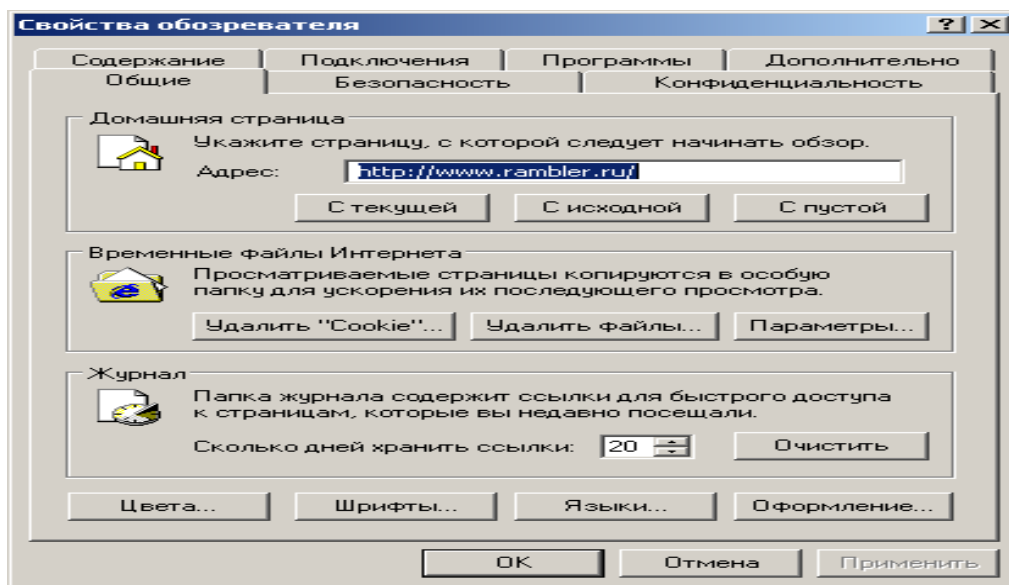 Свойства обозревателя
Содержание Подключения Программы Дополнительно
Общие Безопасность Конфиденциальность
Домашняя страница
Укажите страницу, с которой следует начинать обзор.
Адрес: http://www.rambler.ru/
С текущей С исходной С пустой
Временные файлы Интернета
Просматриваемые страницы копируются в особую
папку для ускорения их последующего просмотра.
Удалить "Cookie"... Удалить файлы... Параметры...
Журнал
Папка журнала содержит ссылки для быстрого доступа
к страницам, которые вы недавно посещали.
Сколько дней хранить ссылки: 20 Очистить
Цвета... Шрифты... Языки... Оформление...
OK Отмена Применить